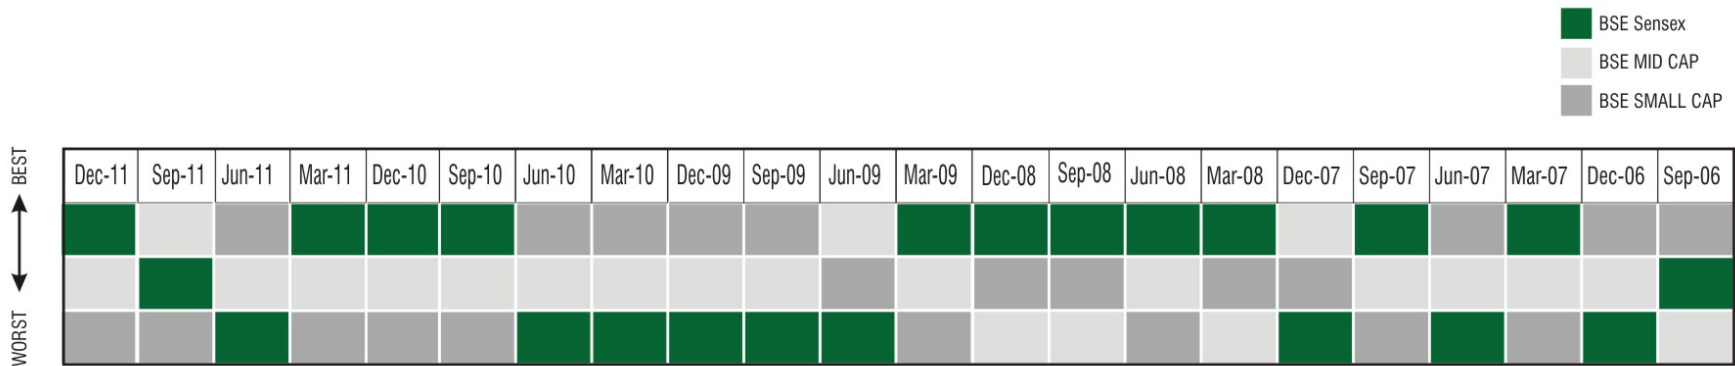 BSE Sensex
BSE MID CAP
BSE SMALL CAP
BEST
Dec-11 Sep-11 Jun-11 Mar-11 Dec-10 Sep-10 Jun-10 Mar-10 Dec-09 Sep-09 Jun-09 Mar-09 Dec-08 Sep-08 Jun-08 Mar-08 Dec-07 Sep-07 Jun-07 Mar-07 Dec-06 Sep-06
WORST